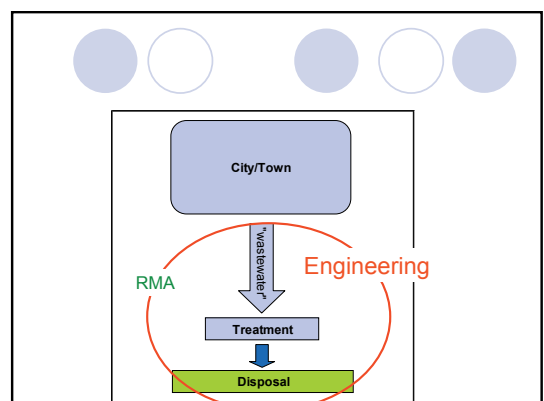 City/Town
"wastewater"
Engineering
RMA
Treatment
Disposal